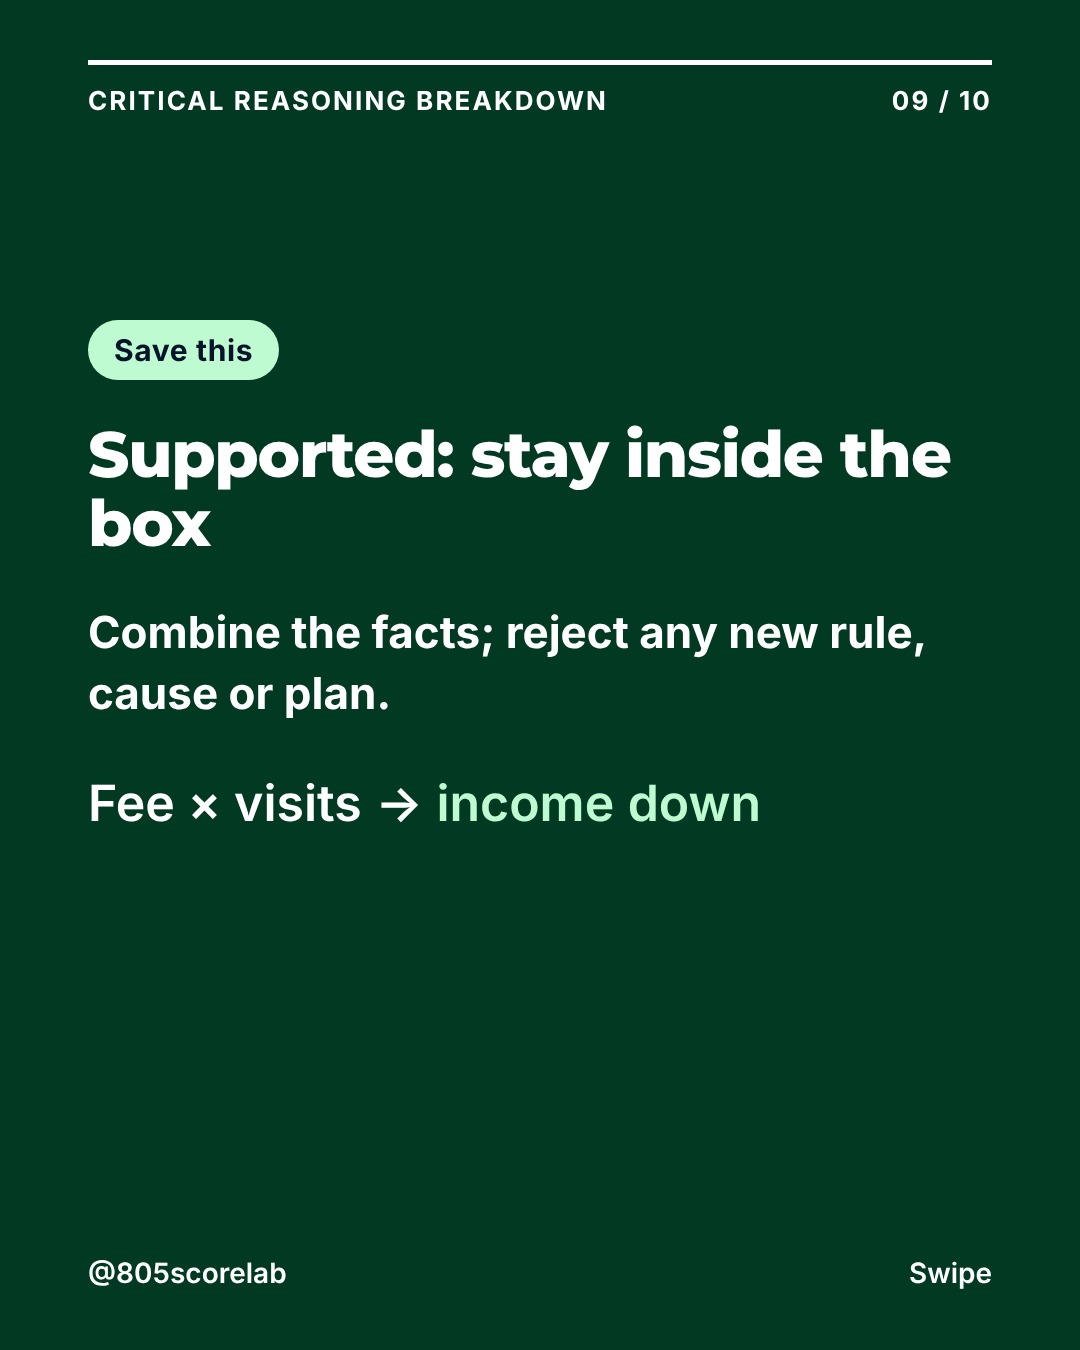 CRITICAL REASONING BREAKDOWN
09 / 10
Save this
Supported: stay inside the
box
Combine the facts; reject any new rule,
cause or plan.
Fee × visits → income down
@805scorelab
Swipe